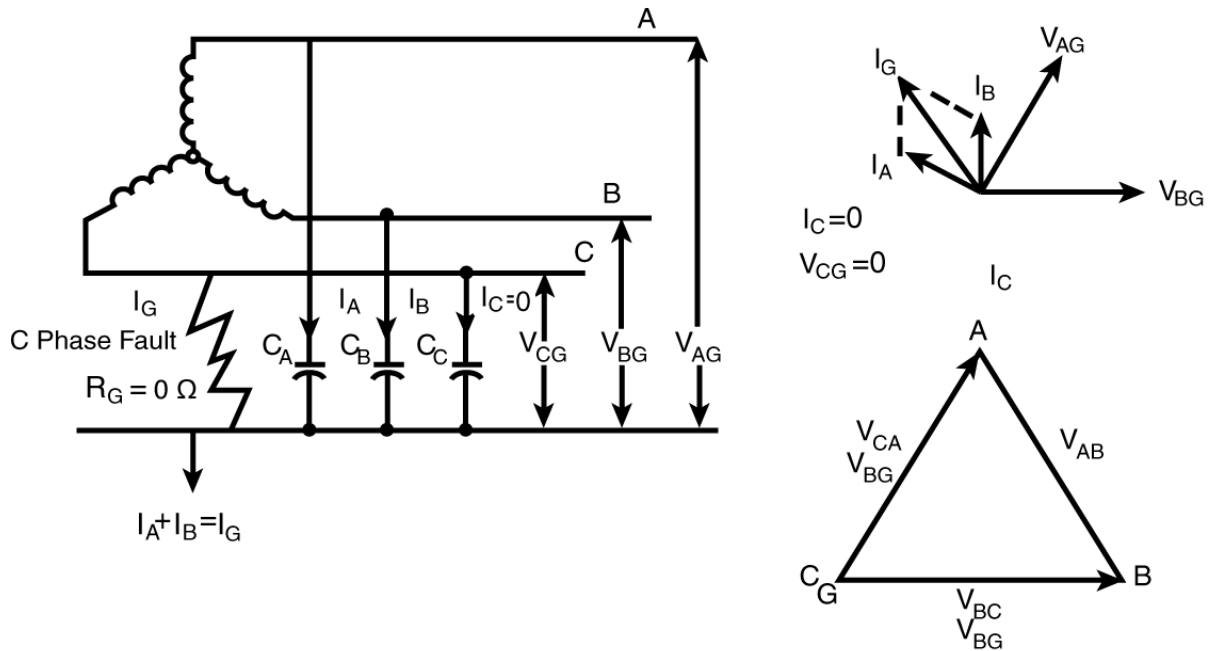 A
B
C
I_G
C Phase Fault
R_G = 0 Ω
I_A
I_B
I_C=0
C_A
C_B
C_C
V_CG
V_BG
V_AG
I_A+I_B=I_G
I_G
I_B
V_AG
I_A
V_BG
I_C=0
V_CG=0
I_C
A
V_CA
V_BG
V_AB
C_G
B
V_BC
V_BG